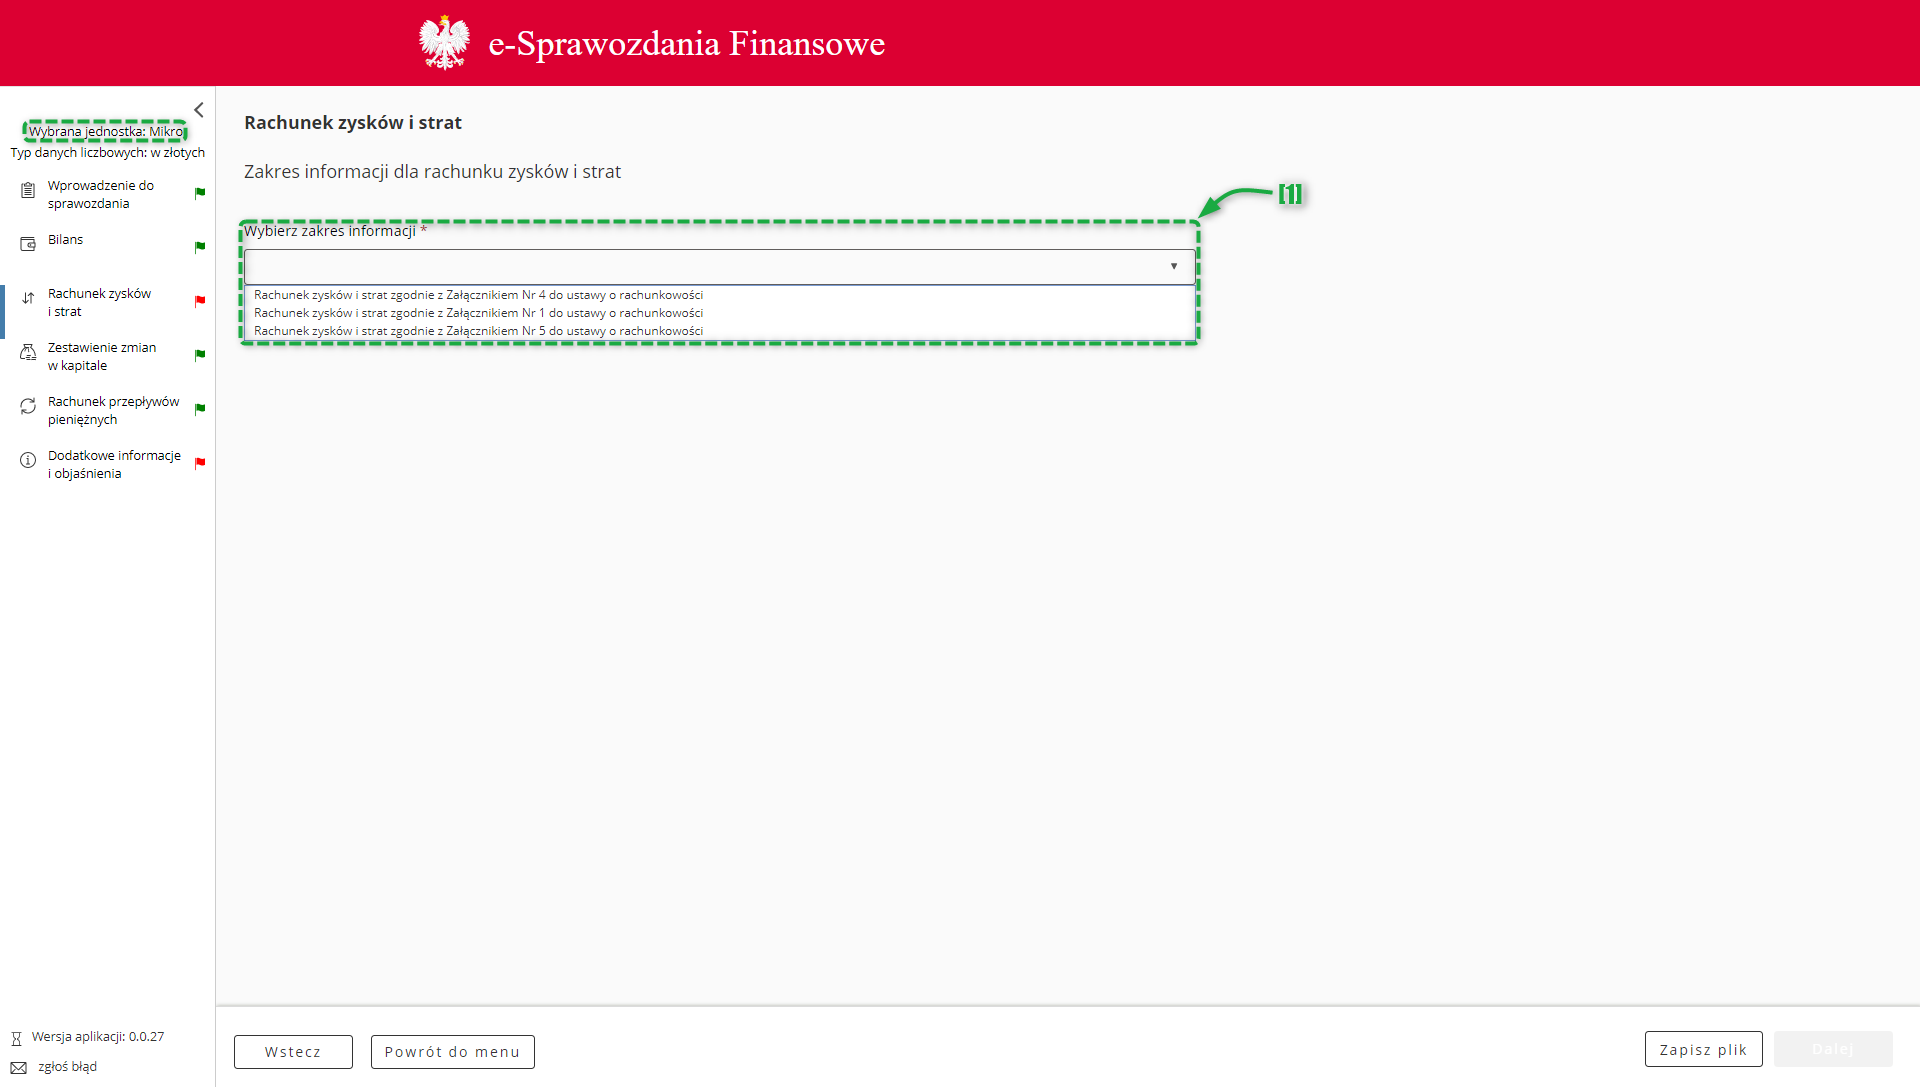 e-Sprawozdania Finansowe
Wybrana jednostka: Mikro
Typ danych liczbowych: w złotych
Wprowadzenie do
sprawozdania
Bilans
Rachunek zysków
i strat
Zestawienie zmian
w kapitale
Rachunek przepływów
pieniężnych
Dodatkowe informacje
i objaśnienia
Wersja aplikacji: 0.0.27
zgłoś błąd
Rachunek zysków i strat
Zakres informacji dla rachunku zysków i strat
[1]
Wybierz zakres informacji *
Rachunek zysków i strat zgodnie z Załącznikiem Nr 4 do ustawy o rachunkowości
Rachunek zysków i strat zgodnie z Załącznikiem Nr 1 do ustawy o rachunkowości
Rachunek zysków i strat zgodnie z Załącznikiem Nr 5 do ustawy o rachunkowości
Wstecz
Powrót do menu
Zapisz plik
Dalej